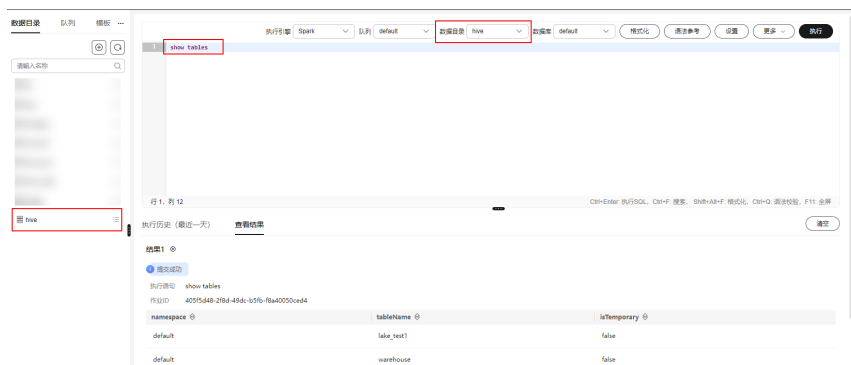 数据目录 队列 模板 ...
执行引擎 Spark 队列 default 数据目录 hive 数据库 default 格式化 语法参考 设置 更多 执行
1 show tables
请输入名称
行 1，列 12 Ctrl+Enter: 执行SQL，Ctrl+F: 搜索， Shift+Alt+F: 格式化，Ctrl+Q: 语法校验，F11: 全屏
hive
执行历史（最近一天） 查看结果 清空
结果1
提交成功
执行语句 show tables
作业ID 405f5d48-2f8d-49dc-b5fb-f8a40050ced4
namespace tableName isTemporary
default lake_test1 false
default warehouse false